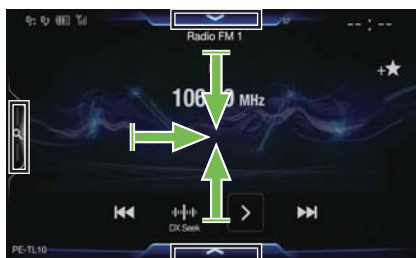 -- : --
Radio FM 1
MHz
DX Seek
PE-TL10